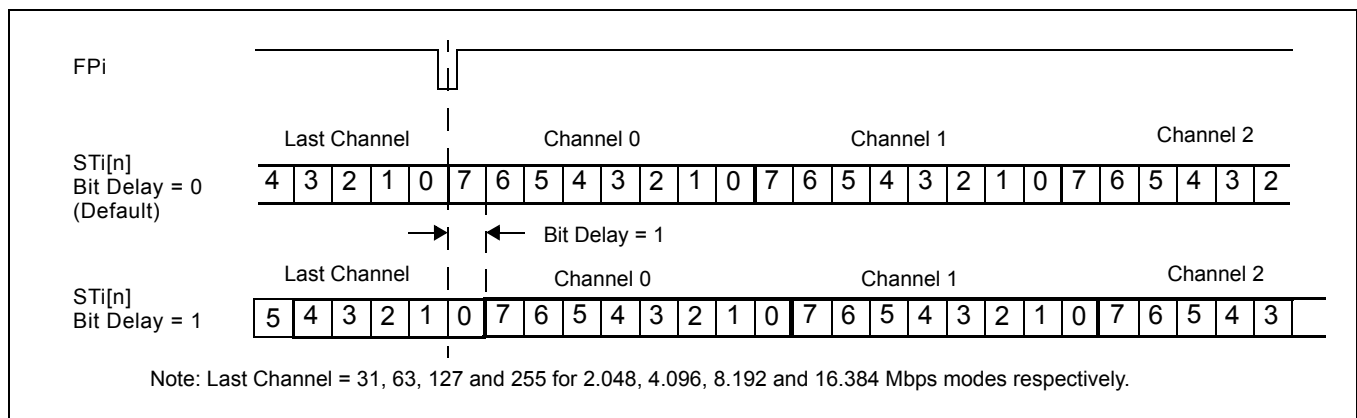 FPi
Last Channel Channel 0 Channel 1 Channel 2
STi[n]
Bit Delay = 0
(Default)
4 3 2 1 0 7 6 5 4 3 2 1 0 7 6 5 4 3 2 1 0 7 6 5 4 3 2
Bit Delay = 1
Last Channel Channel 0 Channel 1 Channel 2
STi[n]
Bit Delay = 1
5 4 3 2 1 0 7 6 5 4 3 2 1 0 7 6 5 4 3 2 1 0 7 6 5 4 3
Note: Last Channel = 31, 63, 127 and 255 for 2.048, 4.096, 8.192 and 16.384 Mbps modes respectively.